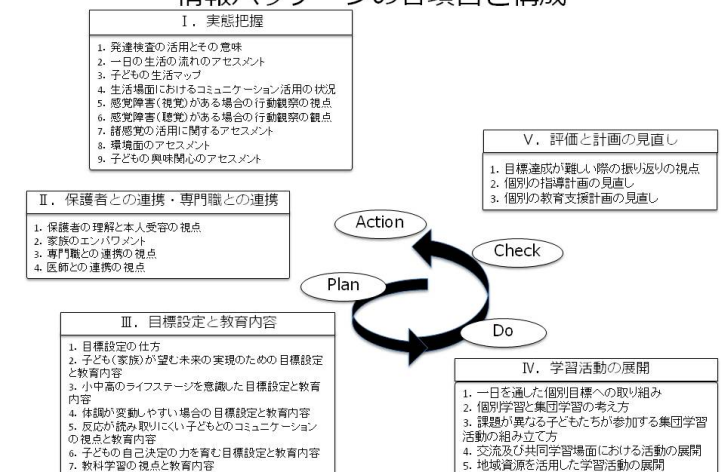 情報パッケージの各項目と構成
Ⅰ. 実態把握
1. 発達検査の活用とその意味
2. 一日の生活の流れのアセスメント
3. 子どもの生活マップ
4. 生活場面におけるコミュニケーション活用の状況
5. 感覚障害(視覚)がある場合の行動観察の視点
6. 感覚障害(聴覚)がある場合の行動観察の観点
7. 諸感覚の活用に関するアセスメント
8. 環境面のアセスメント
9. 子どもの興味関心のアセスメント
Ⅱ. 保護者との連携・専門職との連携
1. 保護者の理解と本人受容の視点
2. 家族のエンパワメント
3. 専門職との連携の視点
4. 医師との連携の視点
Ⅲ. 目標設定と教育内容
1. 目標設定の仕方
2. 子ども(家族)が望む未来の実現のための目標設定
と教育内容
3. 小中高のライフステージを意識した目標設定と教育
内容
4. 体調が変動しやすい場合の目標設定と教育内容
5. 反応が読み取りにくい子どもとのコミュニケーション
の視点と教育内容
6. 子どもの自己決定の力を育む目標設定と教育内容
7. 教科学習の視点と教育内容
Action
Check
Plan
Do
Ⅴ. 評価と計画の見直し
1. 目標達成が難しい際の振り返りの視点
2. 個別の指導計画の見直し
3. 個別の教育支援計画の見直し
Ⅳ. 学習活動の展開
1. 一日を通した個別目標への取り組み
2. 個別学習と集団学習の考え方
3. 課題が異なる子どもたちが参加する集団学習
活動の組み立て方
4. 交流及び共同学習場面における活動の展開
5. 地域資源を活用した学習活動の展開